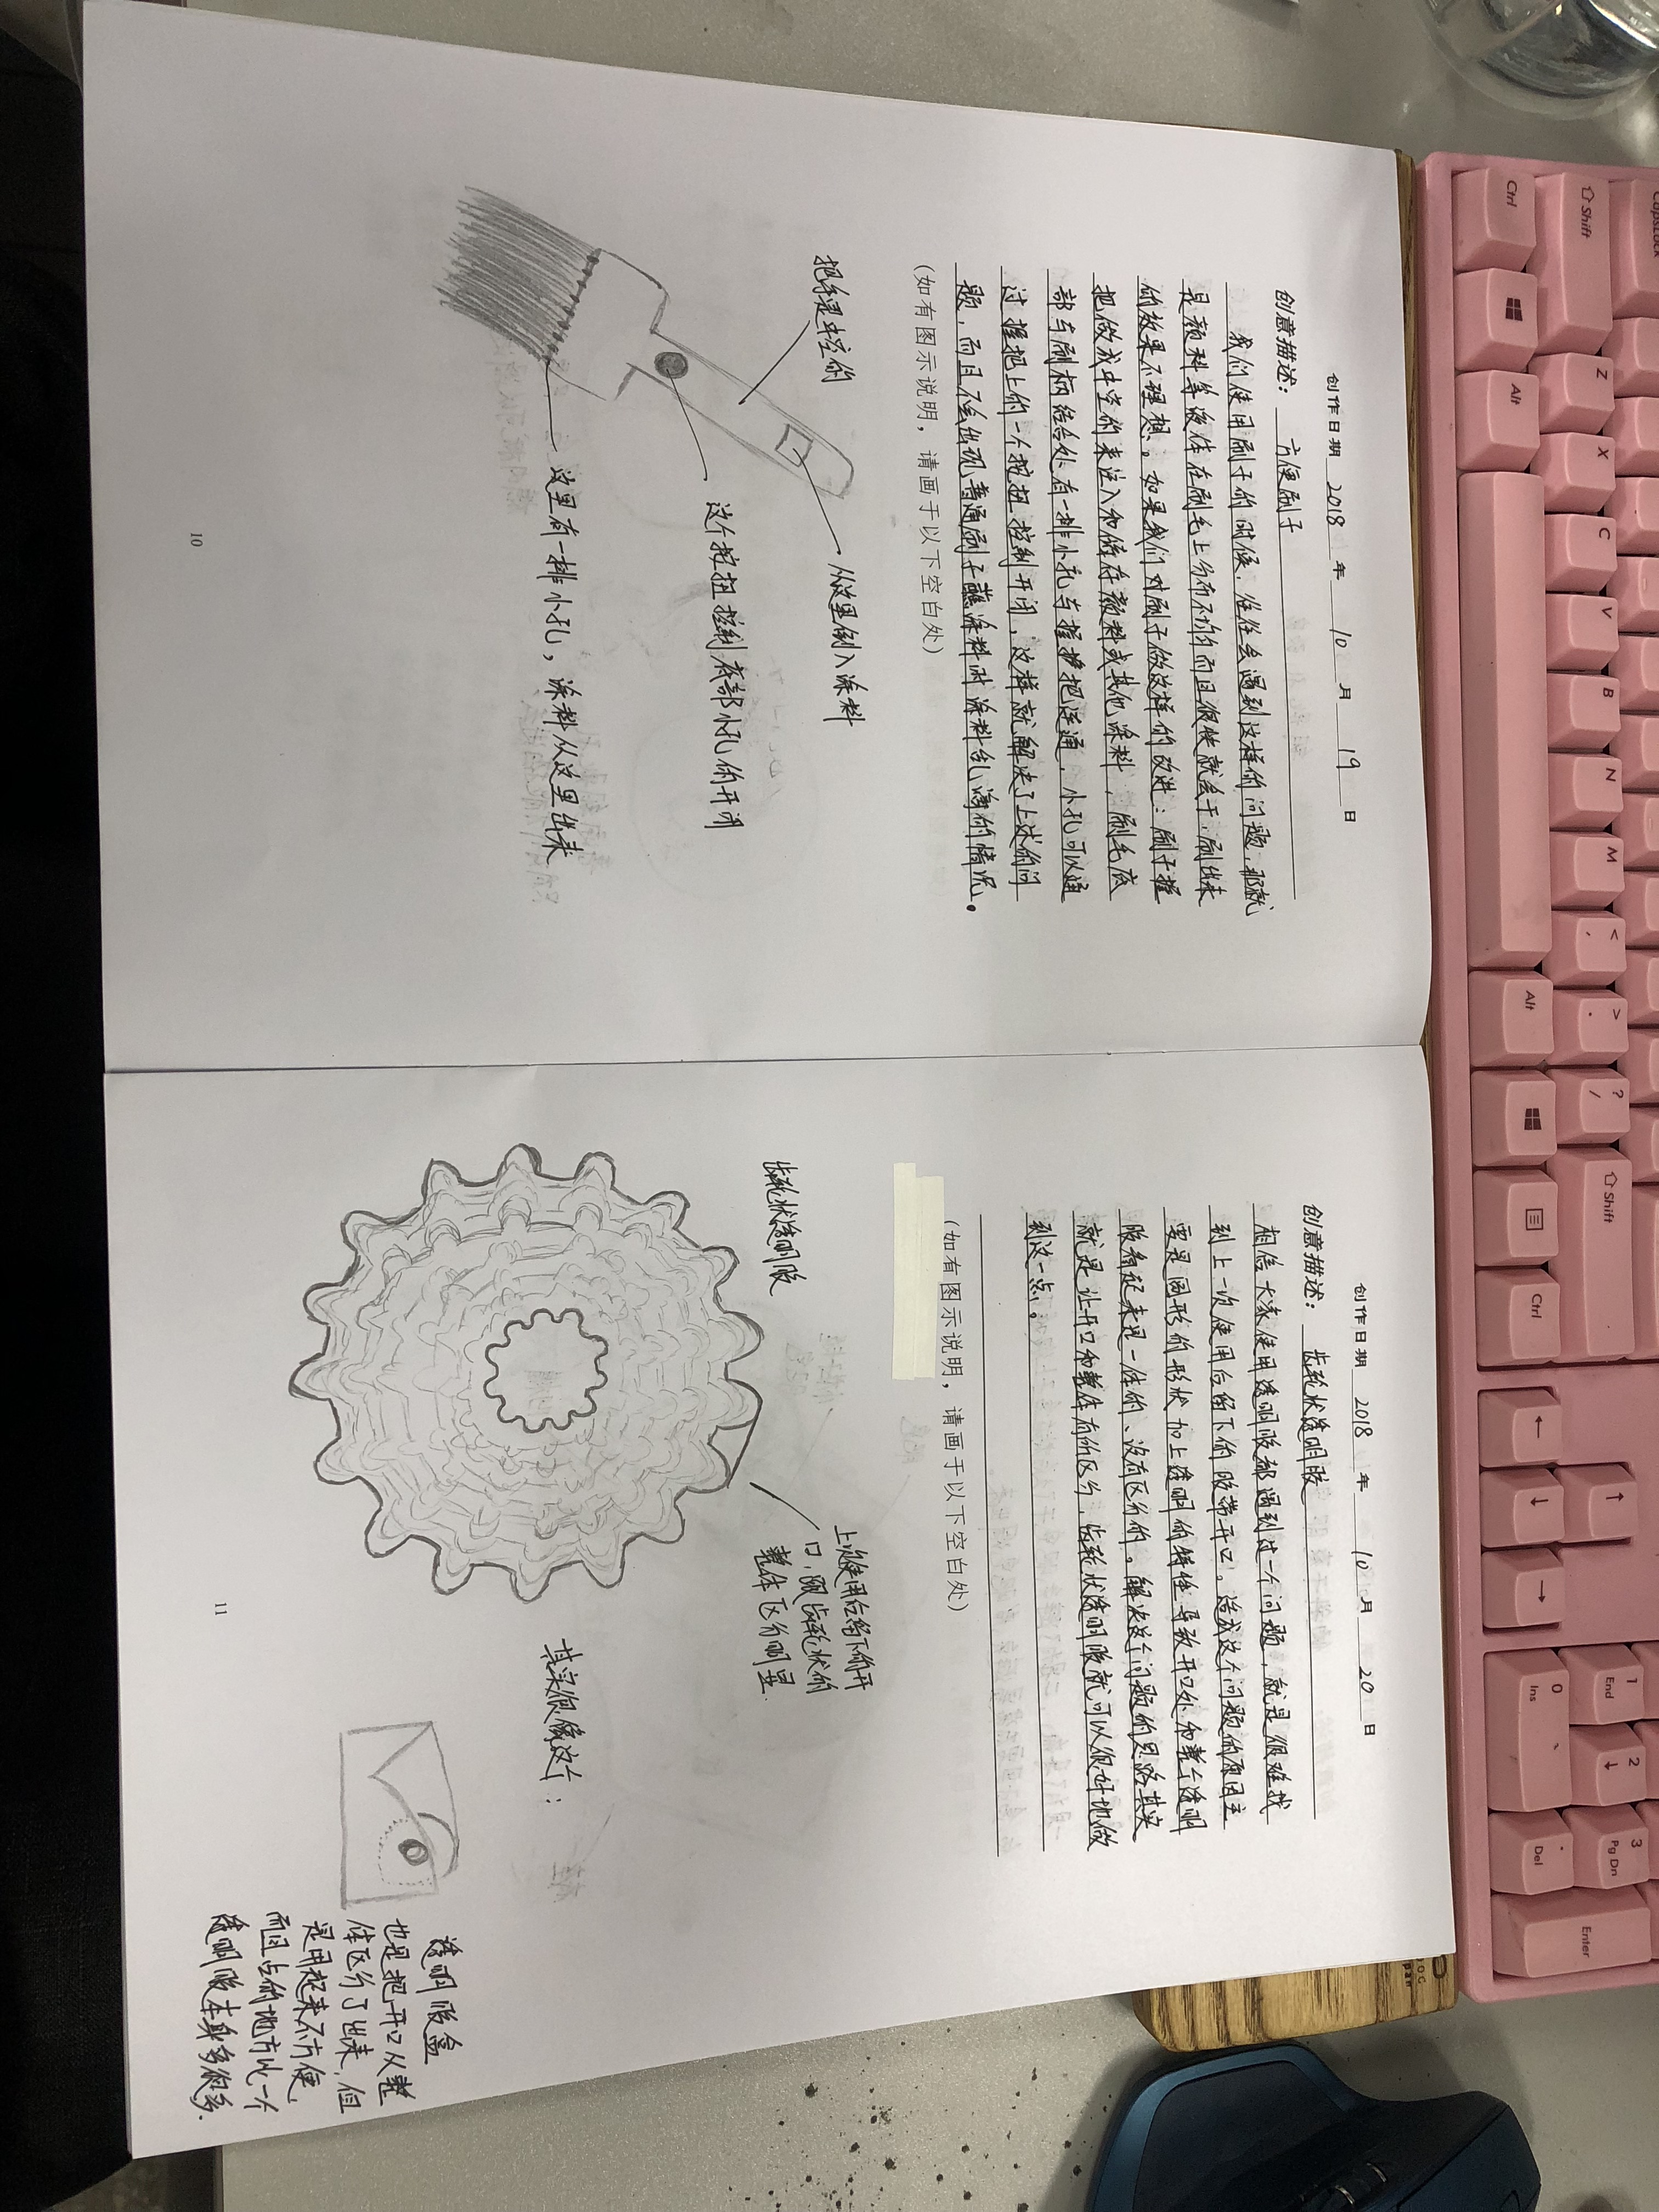 创作日期 2018 年 10 月 19 日
创意描述：方便刷子
我们使用刷子的时候，往往会遇到这样的问题，那就
是颜料等液体在刷毛上分布不均匀而且很快就会干，刷出来
的效果不理想。如果我们对刷子做这样的改进：刷子握
把做成中空的来注入和储存颜料或其他涂料，刷毛底
部与刷柄结合处有一排小孔与握把连通，小孔可以通
过握把上的一个按扭控制开闭，这样就解决了上述的问
题，而且不会出现普通刷子蘸涂料时涂料乱滴的情况。
（如有图示说明，请画于以下空白处）
把手是中空的
从这里倒入涂料
这个按扭控制底部小孔的开闭
这里有一排小孔，涂料从这里出来
10
创作日期 2018 年 10 月 20 日
创意描述：齿轮状透明胶
相信大家使用透明胶都遇到过一个问题，就是很难找
到上一次使用后留下的胶带开口。造成这个问题的原因主
要是圆形的形状加上透明的特性导致开口处和整个透明
胶看起来是一体的、没有区分的。解决这个问题的思路其实
就是让开口和整体有所区分，齿轮状透明胶就可以很好地做
到这一点。
（如有图示说明，请画于以下空白处）
齿轮状透明胶
上次使用后留下的开
口，跟齿轮状的
整体区分明显.
其实很像这个：
透明胶盒
也是把开口从整
体区分了出来，但
是用起来不方便，
而且占的地方比一个
透明胶本身多很多.
11
CapsLock
Shift
Z
X
C
V
B
N
M
<
,
>
.
?
/
Shift
Ctrl
Alt
Alt
Ctrl
1
End
2
3
Pg Dn
0
Ins
.
Del
Enter